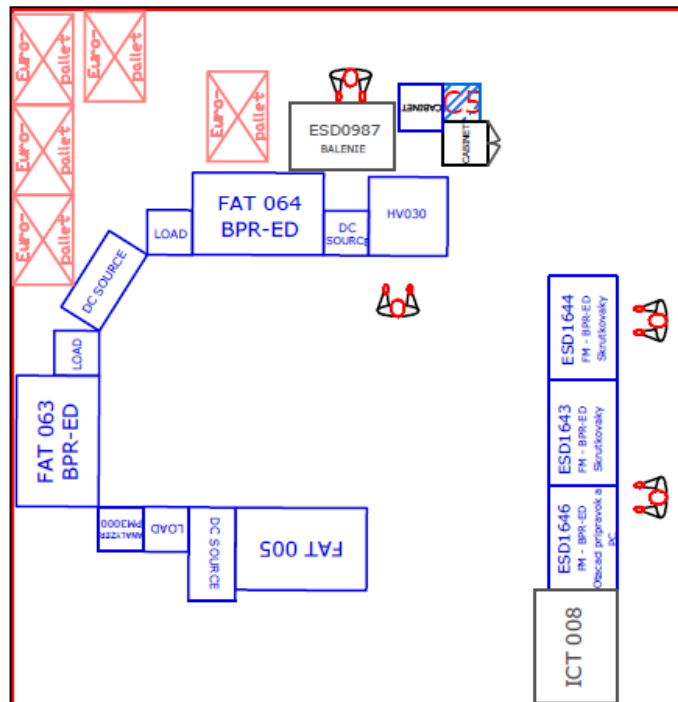 Euro-
pallet
Euro-
pallet
Euro-
pallet
ESD0987
BALENIE
CABINET
CABINET
Euro-
pallet
FAT 064
BPR-ED
LOAD
DC
SOURCE
HV030
Euro-
pallet
DC SOURCE
LOAD
FAT 063
BPR-ED
ESD1644
FM - BPR-ED
Skrutkovaky
ESD1643
FM - BPR-ED
Skrutkovaky
ESD1646
FM - BPR-ED
Otacad pripravok a
PC
ANALYZER
PM3000
LOAD
DC SOURCE
FAT 005
ICT 008